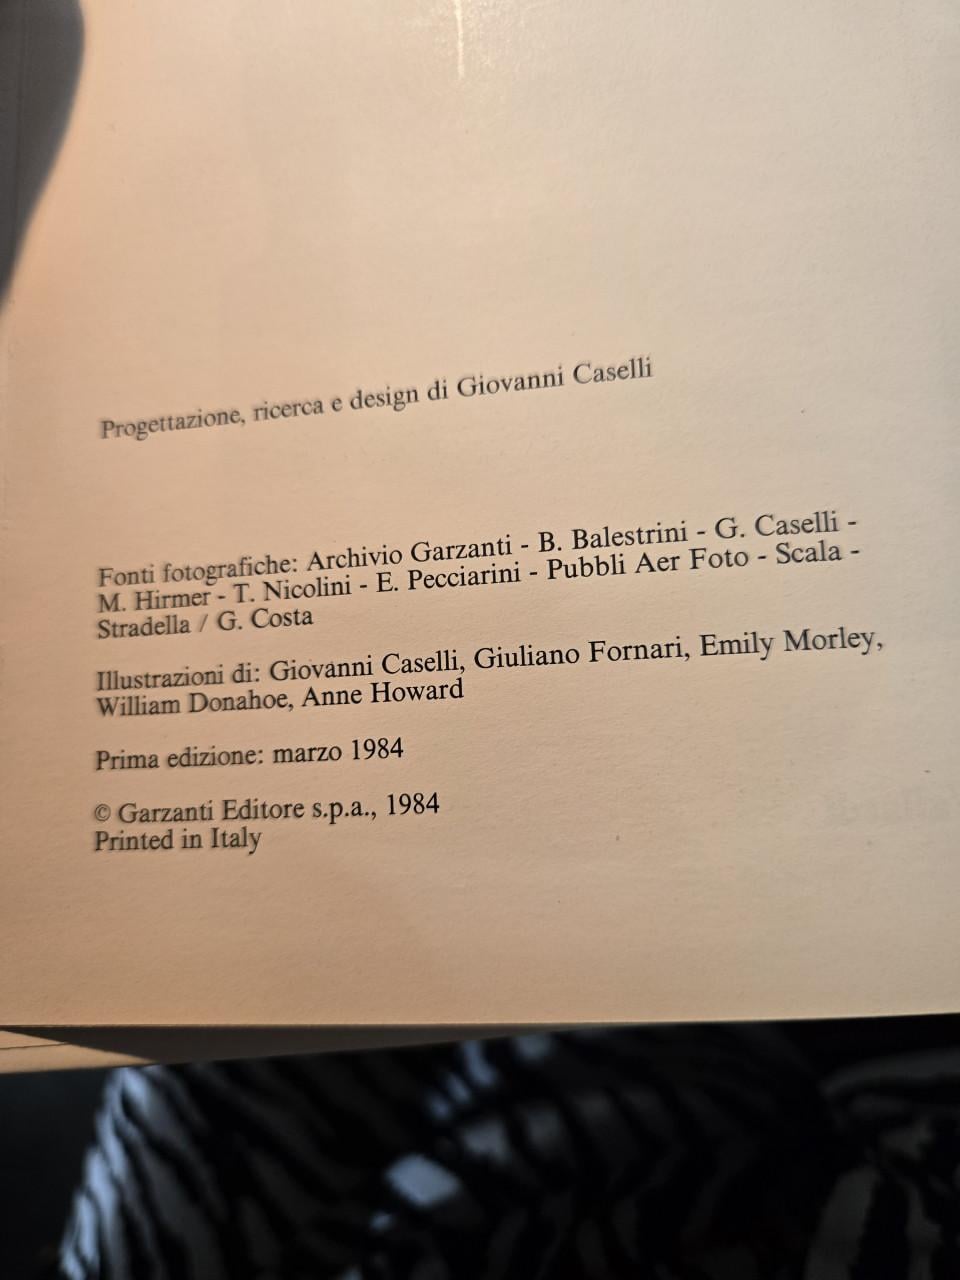 Progettazione, ricerca e design di Giovanni Caselli
Fonti fotografiche: Archivio Garzanti - B. Balestrini - G. Caselli -
M. Hirmer - T. Nicolini - E. Pecciarini - Pubbli Aer Foto - Scala -
Stradella / G. Costa
Illustrazioni di: Giovanni Caselli, Giuliano Fornari, Emily Morley,
William Donahoe, Anne Howard
Prima edizione: marzo 1984
© Garzanti Editore s.p.a., 1984
Printed in Italy